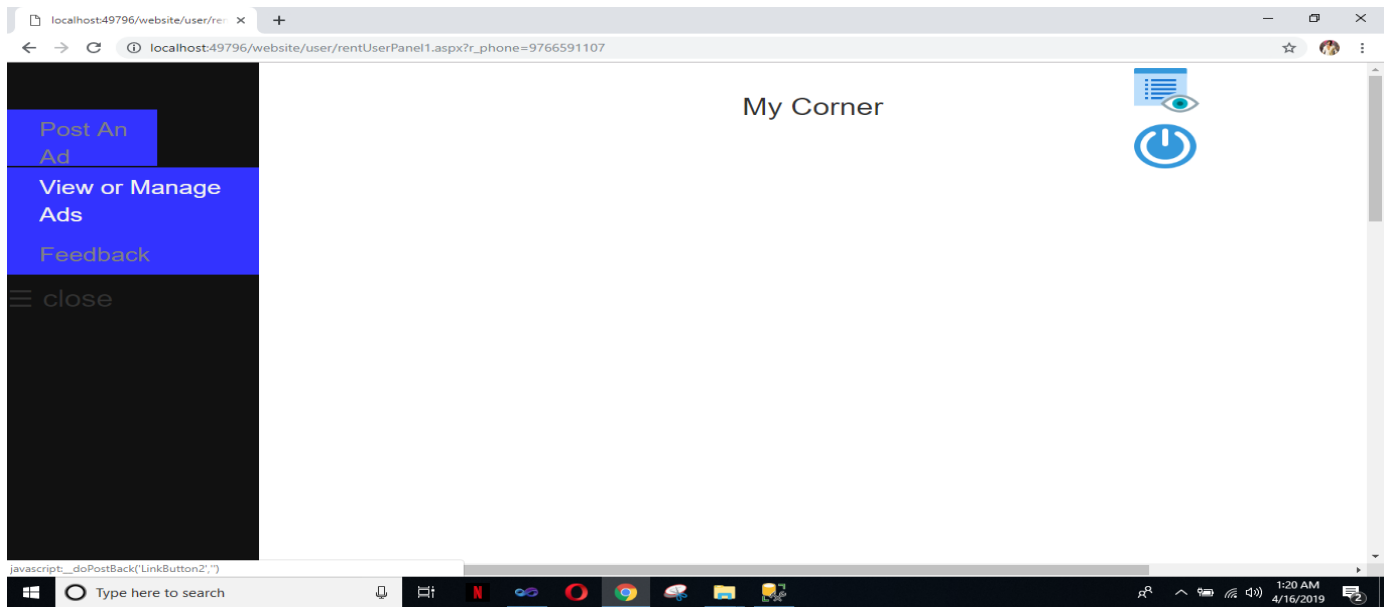 localhost:49796/website/user/ren
localhost:49796/website/user/rentUserPanel1.aspx?r_phone=9766591107
My Corner
Post An
Ad
View or Manage
Ads
Feedback
☰ close
javascript:__doPostBack('LinkButton2','')
Type here to search
N
1:20 AM
4/16/2019
2